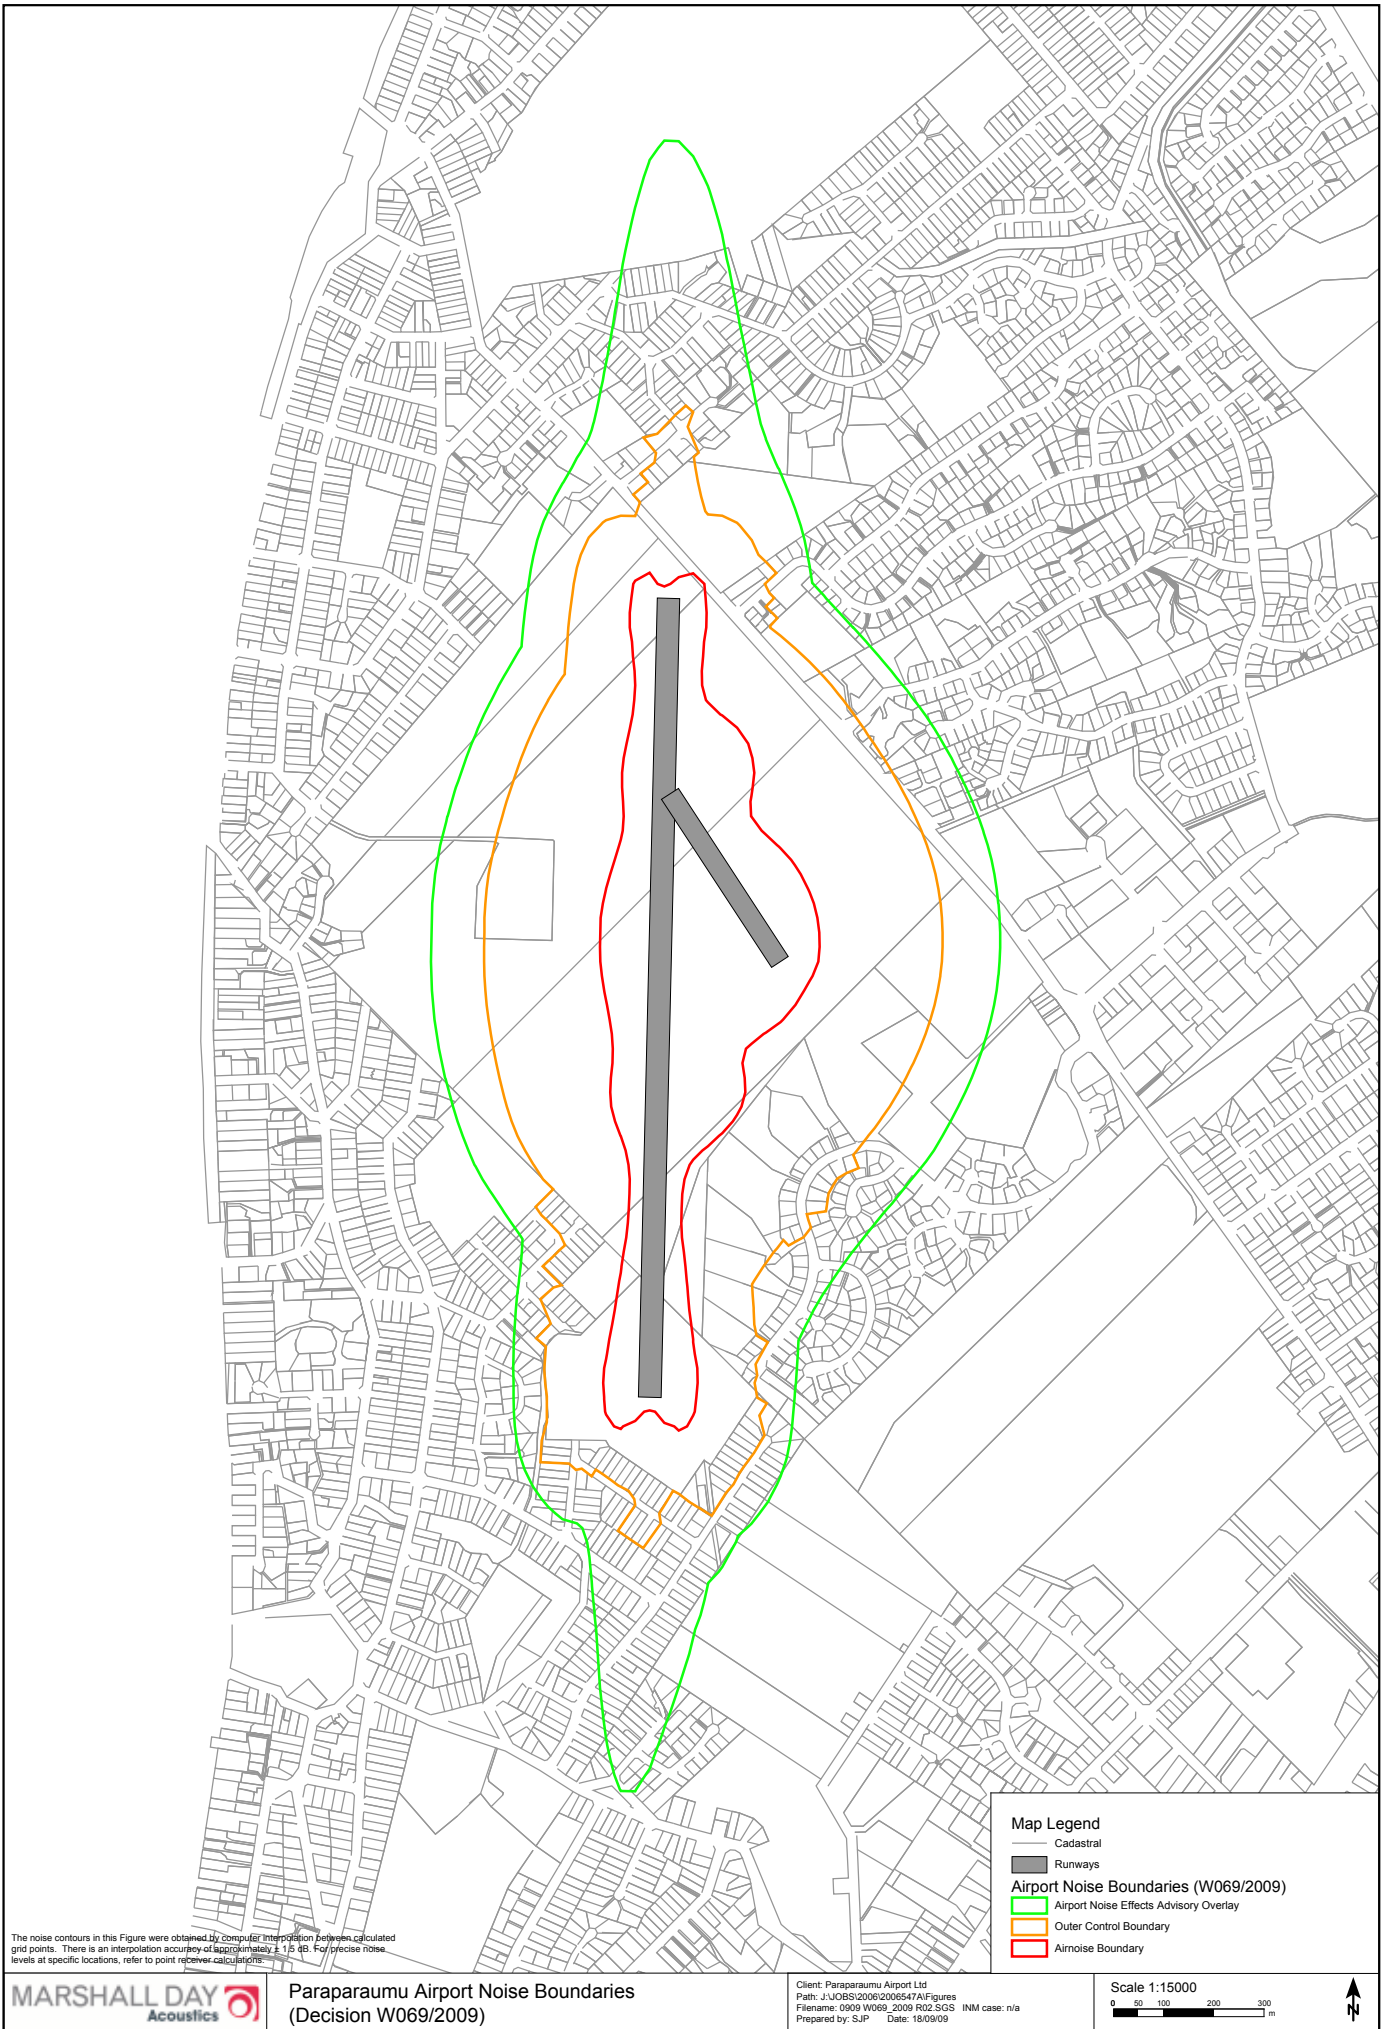 Map Legend
Cadastral
Runways
Airport Noise Boundaries (W069/2009)
Airport Noise Effects Advisory Overlay
Outer Control Boundary
Airnoise Boundary
The noise contours in this Figure were obtained by computer interpolation between calculated
grid points. There is an interpolation accuracy of approximately ± 1.5 dB. For precise noise
levels at specific locations, refer to point receiver calculations.
MARSHALL DAY
Acoustics
Paraparaumu Airport Noise Boundaries
(Decision W069/2009)
Client: Paraparaumu Airport Ltd
Path: J:\JOBS\2006\2006547A\Figures
Filename: 0909 W069_2009 R02.SGS INM case: n/a
Prepared by: SJP Date: 18/09/09
Scale 1:15000
0 50 100 200 300
m
N